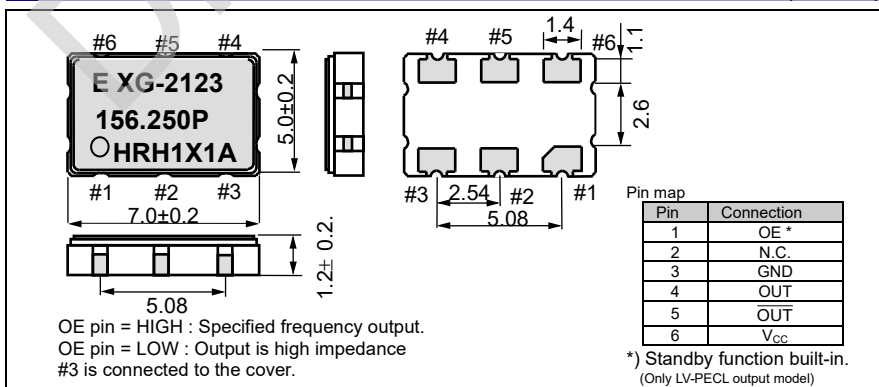 #6 #5 #4
E XG-2123
156.250P
HRH1X1A
5.0±0.2
#1 #2 #3
7.0±0.2
1.2± 0.2.
5.08
#4 #5 #6
1.4
1.1
2.6
#3 #2 #1
2.54
5.08
OE pin = HIGH : Specified frequency output.
OE pin = LOW : Output is high impedance
#3 is connected to the cover.
Pin map
Pin Connection
1 OE *
2 N.C.
3 GND
4 OUT
5 O̅U̅T̅
6 VCC
*) Standby function built-in.
(Only LV-PECL output model)